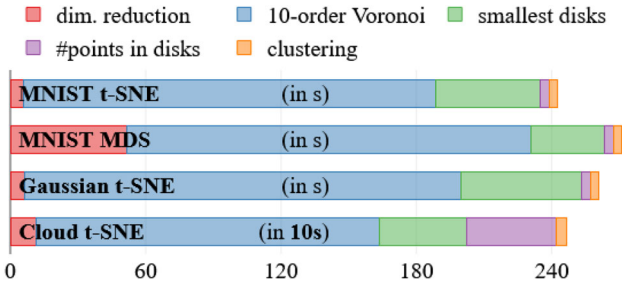 dim. reduction 10-order Voronoi smallest disks
#points in disks clustering
MNIST t-SNE (in s)
MNIST MDS (in s)
Gaussian t-SNE (in s)
Cloud t-SNE (in 10s)
0 60 120 180 240